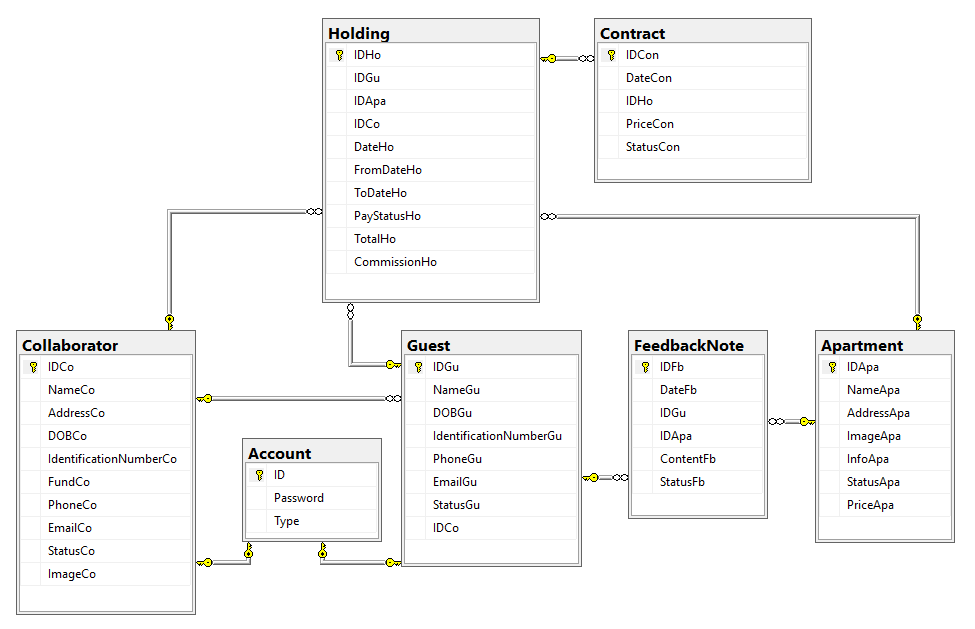 Holding
IDHo
IDGu
IDApa
IDCo
DateHo
FromDateHo
ToDateHo
PayStatusHo
TotalHo
CommissionHo
Contract
IDCon
DateCon
IDHo
PriceCon
StatusCon
Collaborator
IDCo
NameCo
AddressCo
DOBCo
IdentificationNumberCo
FundCo
PhoneCo
EmailCo
StatusCo
ImageCo
Account
ID
Password
Type
Guest
IDGu
NameGu
DOBGu
IdentificationNumberGu
PhoneGu
EmailGu
StatusGu
IDCo
FeedbackNote
IDFb
DateFb
IDGu
IDApa
ContentFb
StatusFb
Apartment
IDApa
NameApa
AddressApa
ImageApa
InfoApa
StatusApa
PriceApa